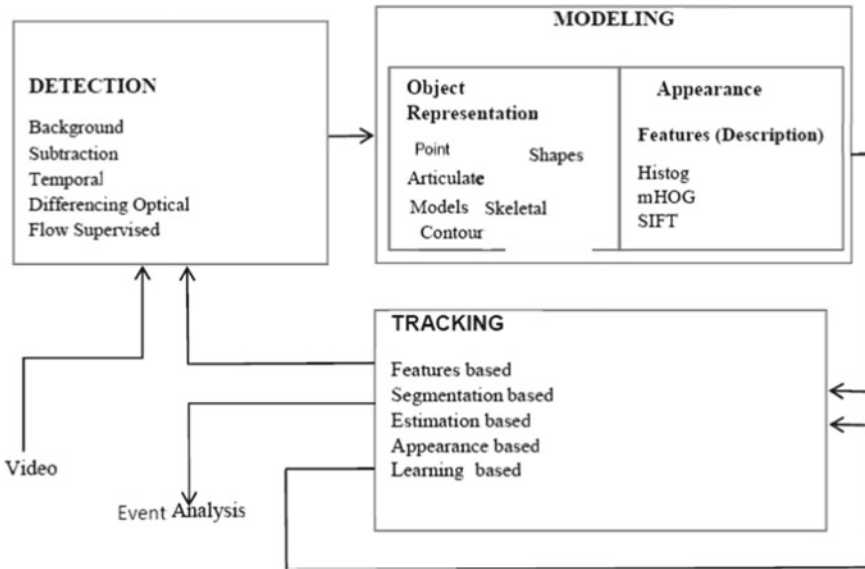 MODELING
DETECTION
Background
Subtraction
Temporal
Differencing Optical
Flow Supervised
Object
Representation
Point
Shapes
Articulate
Models Skeletal
Contour
Appearance
Features (Description)
Histog
mHOG
SIFT
TRACKING
Features based
Segmentation based
Estimation based
Appearance based
Learning based
Video
Event Analysis